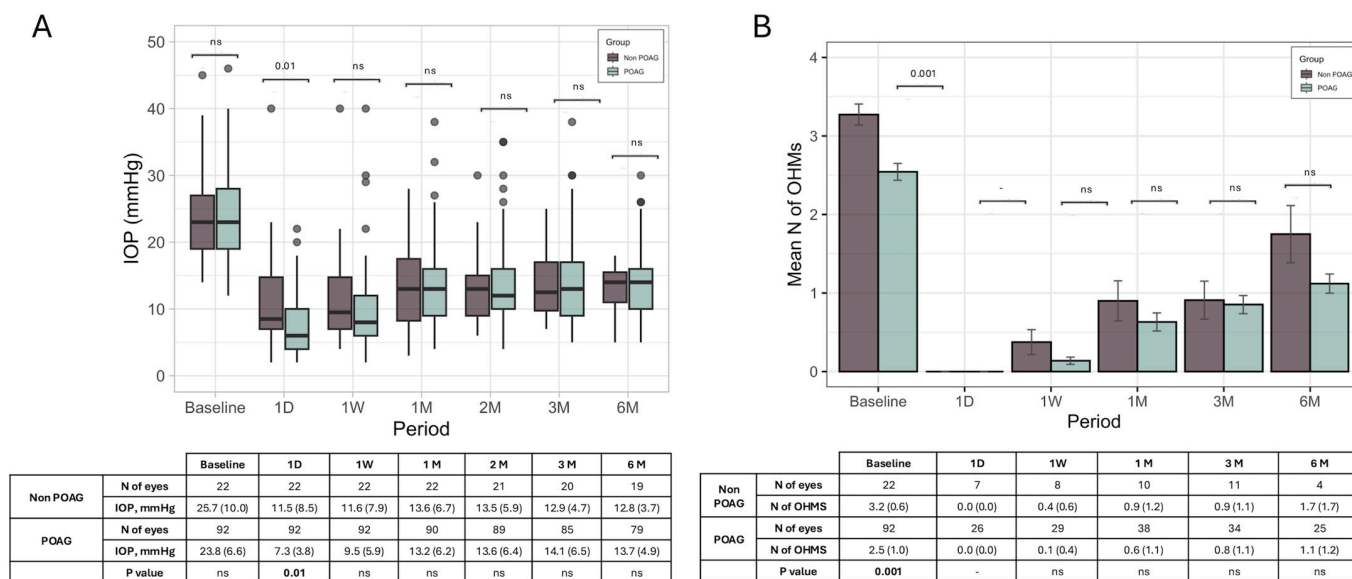 A
50
40
30
20
10
0
IOP (mmHg)
ns
0.01
ns
ns
ns
ns
ns
Group
Non POAG
POAG
Baseline 1D 1W 1M 2M 3M 6M
Period
Baseline 1D 1W 1 M 2 M 3 M 6 M
Non POAG
N of eyes 22 22 22 22 21 20 19
IOP, mmHg 25.7 (10.0) 11.5 (8.5) 11.6 (7.9) 13.6 (6.7) 13.5 (5.9) 12.9 (4.7) 12.8 (3.7)
POAG
N of eyes 92 92 92 90 89 85 79
IOP, mmHg 23.8 (6.6) 7.3 (3.8) 9.5 (5.9) 13.2 (6.2) 13.6 (6.4) 14.1 (6.5) 13.7 (4.9)
P value ns 0.01 ns ns ns ns ns
B
4
3
2
1
0
Mean N of OHMs
0.001
-
ns
ns
ns
ns
Group
Non POAG
POAG
Baseline 1D 1W 1M 3M 6M
Period
Baseline 1D 1W 1 M 3 M 6 M
Non
POAG
N of eyes 22 7 8 10 11 4
N of OHMS 3.2 (0.6) 0.0 (0.0) 0.4 (0.6) 0.9 (1.2) 0.9 (1.1) 1.7 (1.7)
POAG
N of eyes 92 26 29 38 34 25
N of OHMS 2.5 (1.0) 0.0 (0.0) 0.1 (0.4) 0.6 (1.1) 0.8 (1.1) 1.1 (1.2)
P value 0.001 - ns ns ns ns